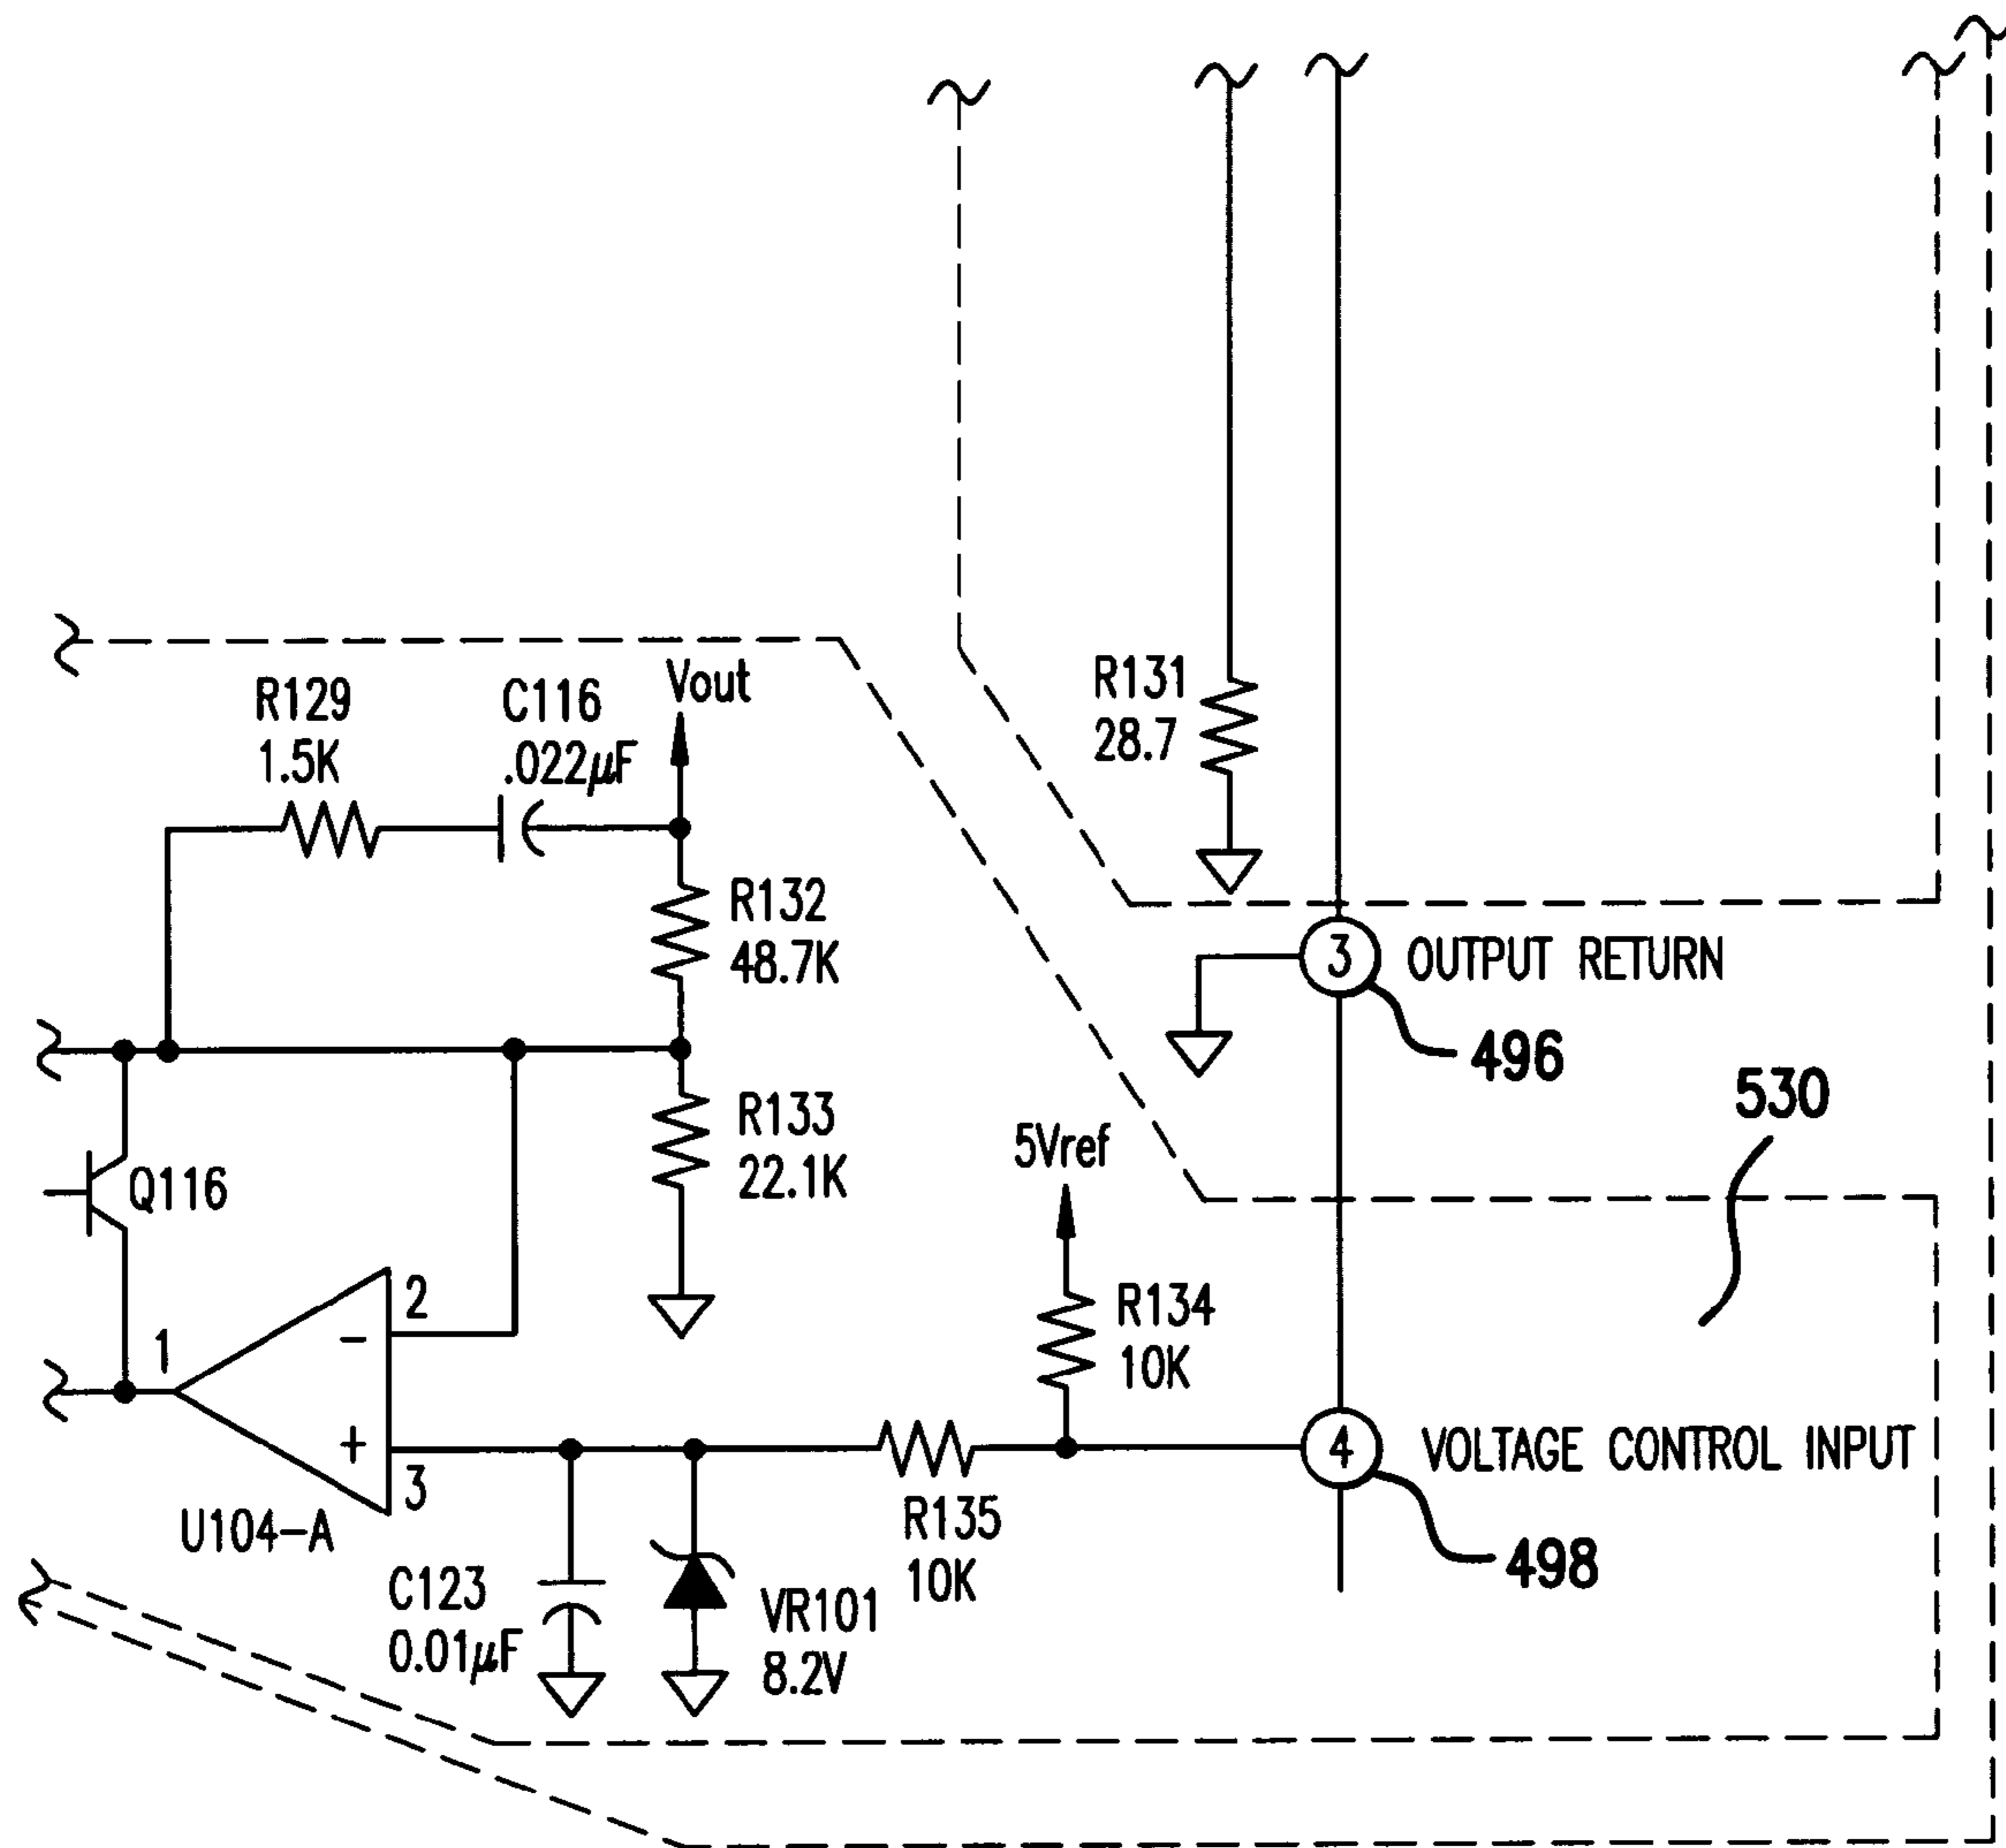 R129
1.5K
C116
.022µF
Vout
R131
28.7
R132
48.7K
3
OUTPUT RETURN
496
530
R133
22.1K
5Vref
Q116
R134
10K
1
2
-
+
3
U104-A
4
VOLTAGE CONTROL INPUT
R135
10K
498
C123
0.01µF
VR101
8.2V